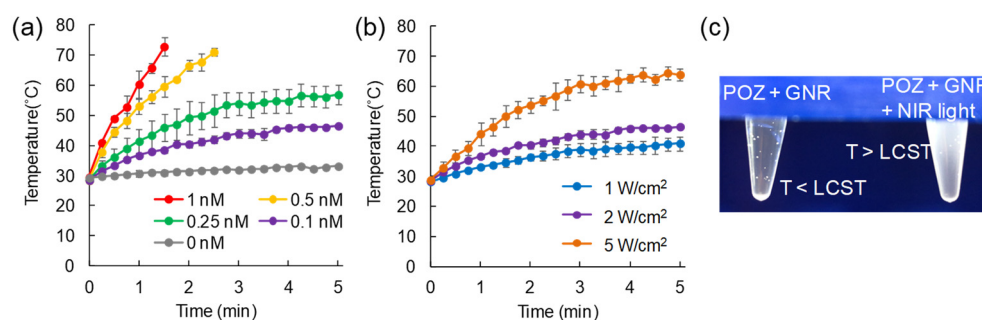 (a)
Temperature(°C)
80
70
60
50
40
30
20
10
0
0
1
2
3
4
5
Time (min)
1 nM
0.5 nM
0.25 nM
0.1 nM
0 nM
(b)
Temperature(°C)
80
70
60
50
40
30
20
10
0
0
1
2
3
4
5
Time (min)
1 W/cm²
2 W/cm²
5 W/cm²
(c)
POZ + GNR
T < LCST
POZ + GNR
+ NIR light
T > LCST